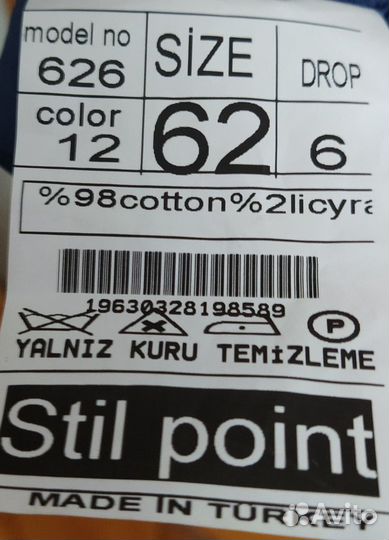 model no SİZE DROP
626
color 62 6
12
%98cotton%2licyra
19630328198589
P
YALNIZ KURU TEMİZLEME
Stil point
MADE IN TURKEY
Avito